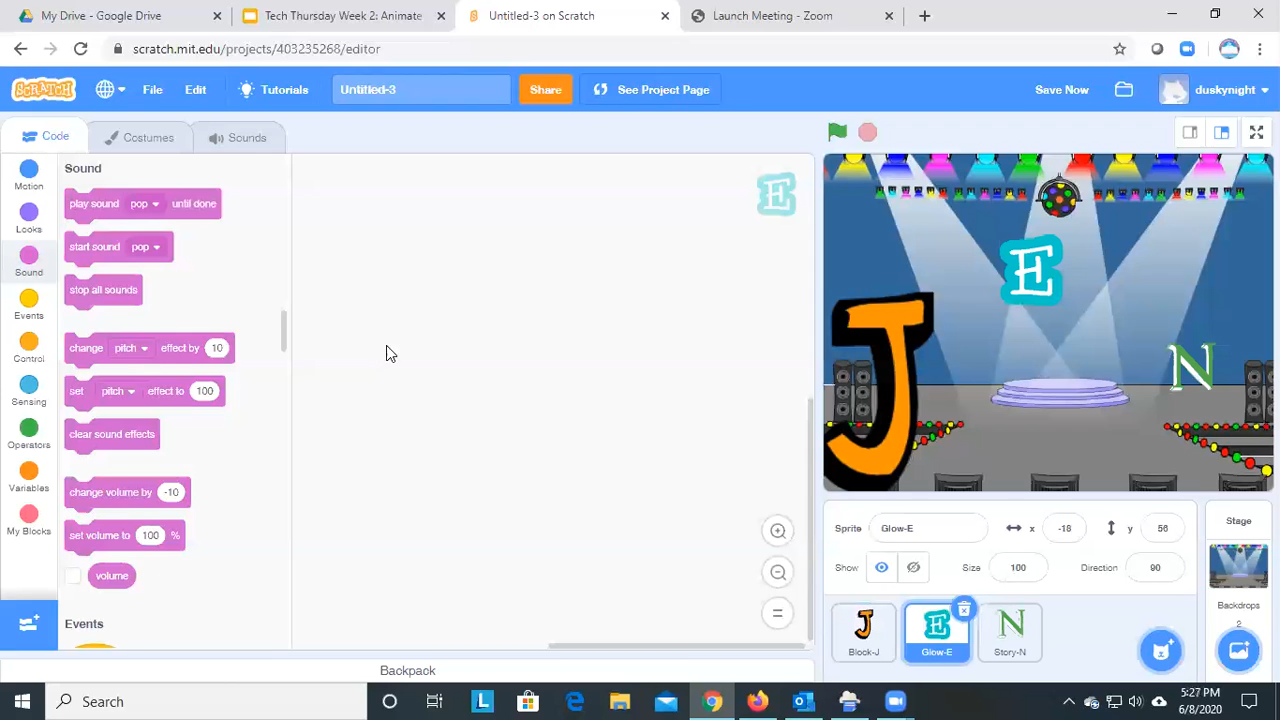 My Drive - Google Drive
Tech Thursday Week 2: Animate
Untitled-3 on Scratch
Launch Meeting - Zoom
scratch.mit.edu/projects/403235268/editor
SCRATCH
File
Edit
Tutorials
Untitled-3
Share
See Project Page
Save Now
duskynight
Code
Costumes
Sounds
Motion
Looks
Sound
Events
Control
Sensing
Operators
Variables
My Blocks
Sound
play sound pop until done
start sound pop
stop all sounds
change pitch effect by 10
set pitch effect to 100
clear sound effects
change volume by -10
set volume to 100 %
volume
Events
E
E
J
N
Sprite Glow-E x -18 y 56
Show Size 100 Direction 90
J
Block-J
E
Glow-E
N
Story-N
Stage
Backdrops
2
Backpack
Search
L
5:27 PM
6/8/2020